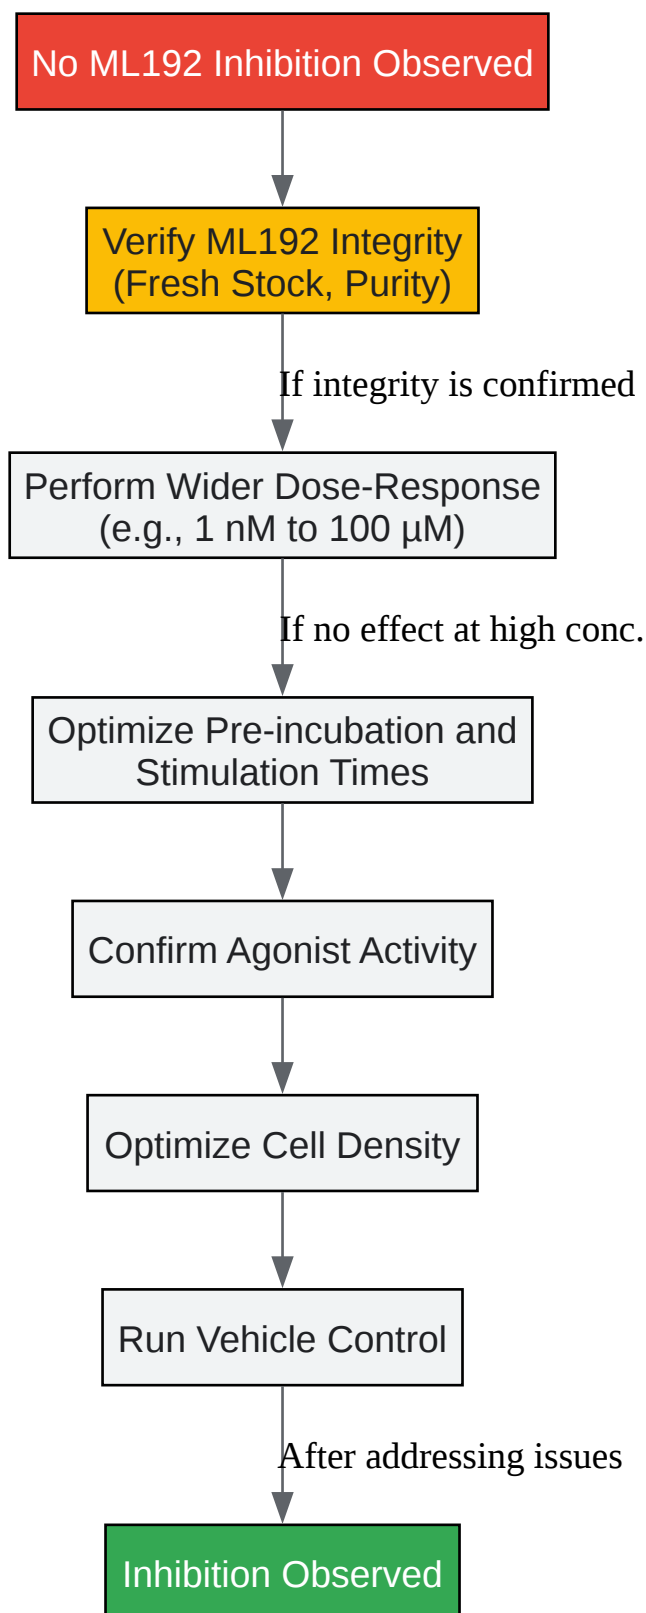 No ML192 Inhibition Observed
Verify ML192 Integrity
(Fresh Stock, Purity)
If integrity is confirmed
Perform Wider Dose-Response
(e.g., 1 nM to 100 µM)
If no effect at high conc.
Optimize Pre-incubation and
Stimulation Times
Confirm Agonist Activity
Optimize Cell Density
Run Vehicle Control
After addressing issues
Inhibition Observed